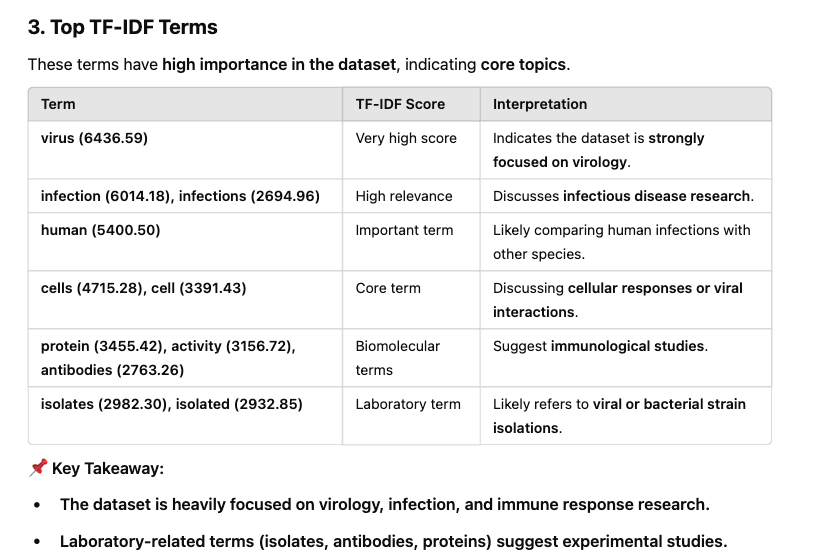 3. Top TF-IDF Terms
These terms have high importance in the dataset, indicating core topics.
Term TF-IDF Score Interpretation
virus (6436.59) Very high score Indicates the dataset is strongly
focused on virology.
infection (6014.18), infections (2694.96) High relevance Discusses infectious disease research.
human (5400.50) Important term Likely comparing human infections with
other species.
cells (4715.28), cell (3391.43) Core term Discussing cellular responses or viral
interactions.
protein (3455.42), activity (3156.72), Biomolecular Suggest immunological studies.
antibodies (2763.26) terms
isolates (2982.30), isolated (2932.85) Laboratory term Likely refers to viral or bacterial strain
isolations.
📌 Key Takeaway:
• The dataset is heavily focused on virology, infection, and immune response research.
• Laboratory-related terms (isolates, antibodies, proteins) suggest experimental studies.